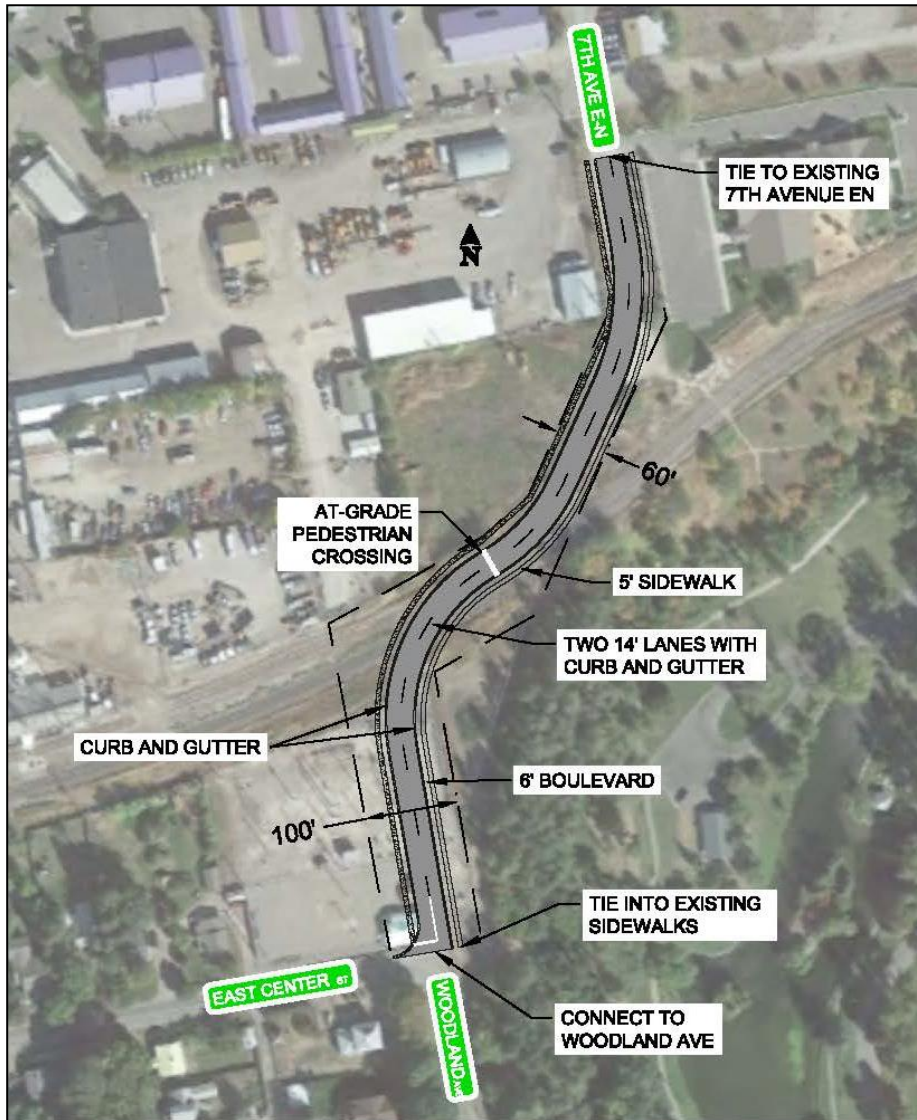 7TH AVE E-N
TIE TO EXISTING
7TH AVENUE EN
N
60'
AT-GRADE
PEDESTRIAN
CROSSING
5' SIDEWALK
TWO 14' LANES WITH
CURB AND GUTTER
CURB AND GUTTER
6' BOULEVARD
100'
TIE INTO EXISTING
SIDEWALKS
EAST CENTER ST
WOODLAND AVE
CONNECT TO
WOODLAND AVE